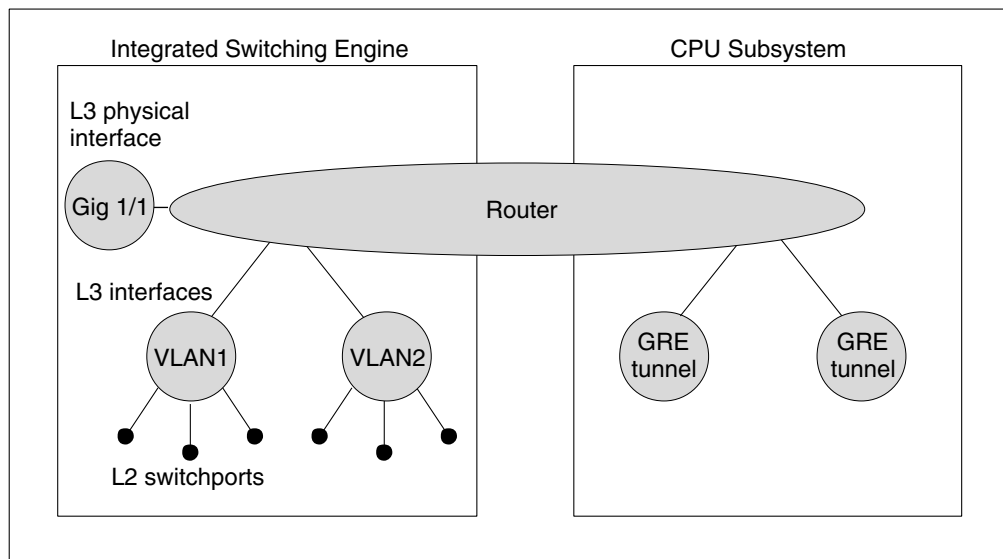 Integrated Switching Engine
CPU Subsystem
L3 physical
interface
Gig 1/1
Router
L3 interfaces
VLAN1
VLAN2
GRE
tunnel
GRE
tunnel
L2 switchports